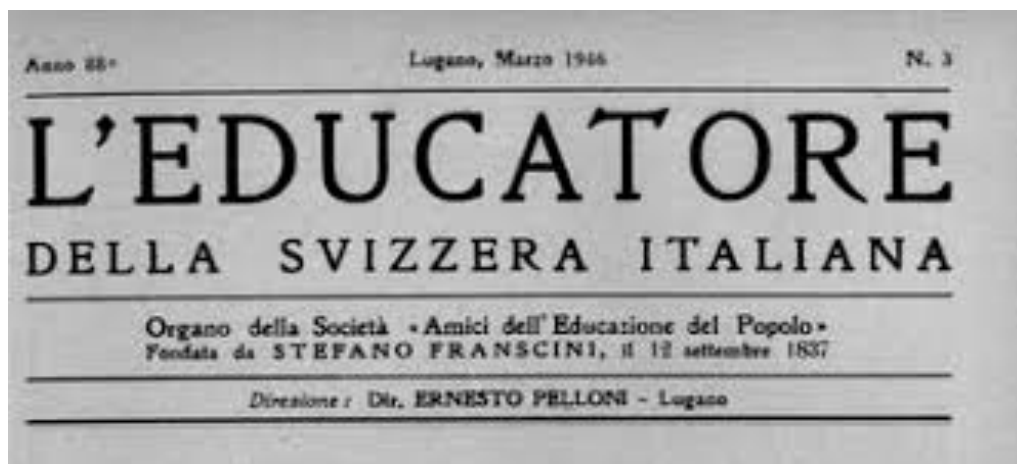 Anno 88° Lugano, Marzo 1946 N. 3
L'EDUCATORE
DELLA SVIZZERA ITALIANA
Organo della Società «Amici dell'Educazione del Popolo»
Fondata da STEFANO FRANSCINI, il 12 settembre 1837
Direzione: Dir. ERNESTO PELLONI - Lugano